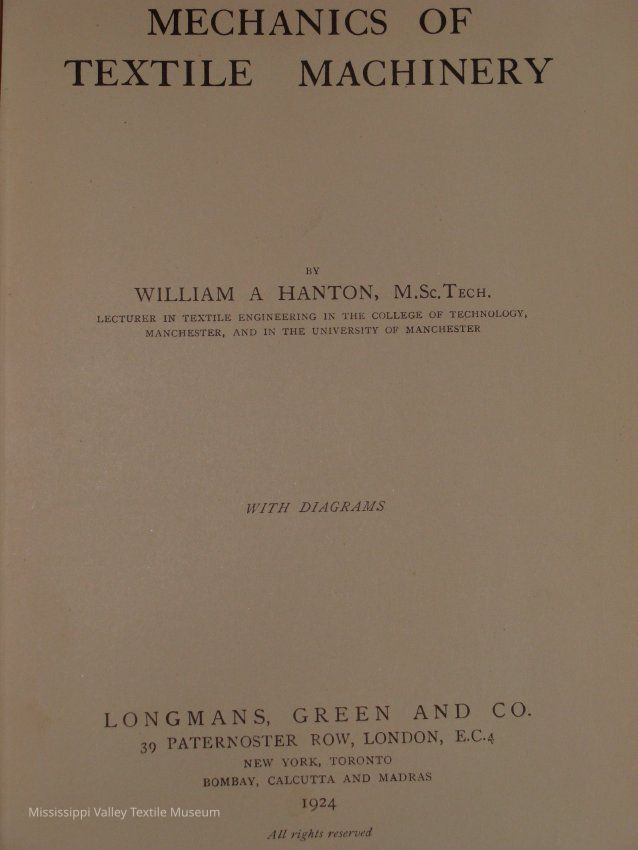 MECHANICS OF
TEXTILE MACHINERY
BY
WILLIAM A HANTON, M.Sc.Tech.
LECTURER IN TEXTILE ENGINEERING IN THE COLLEGE OF TECHNOLOGY,
MANCHESTER, AND IN THE UNIVERSITY OF MANCHESTER
WITH DIAGRAMS
LONGMANS, GREEN AND CO.
39 PATERNOSTER ROW, LONDON, E.C.4
NEW YORK, TORONTO
BOMBAY, CALCUTTA AND MADRAS
1924
Mississippi Valley Textile Museum
All rights reserved